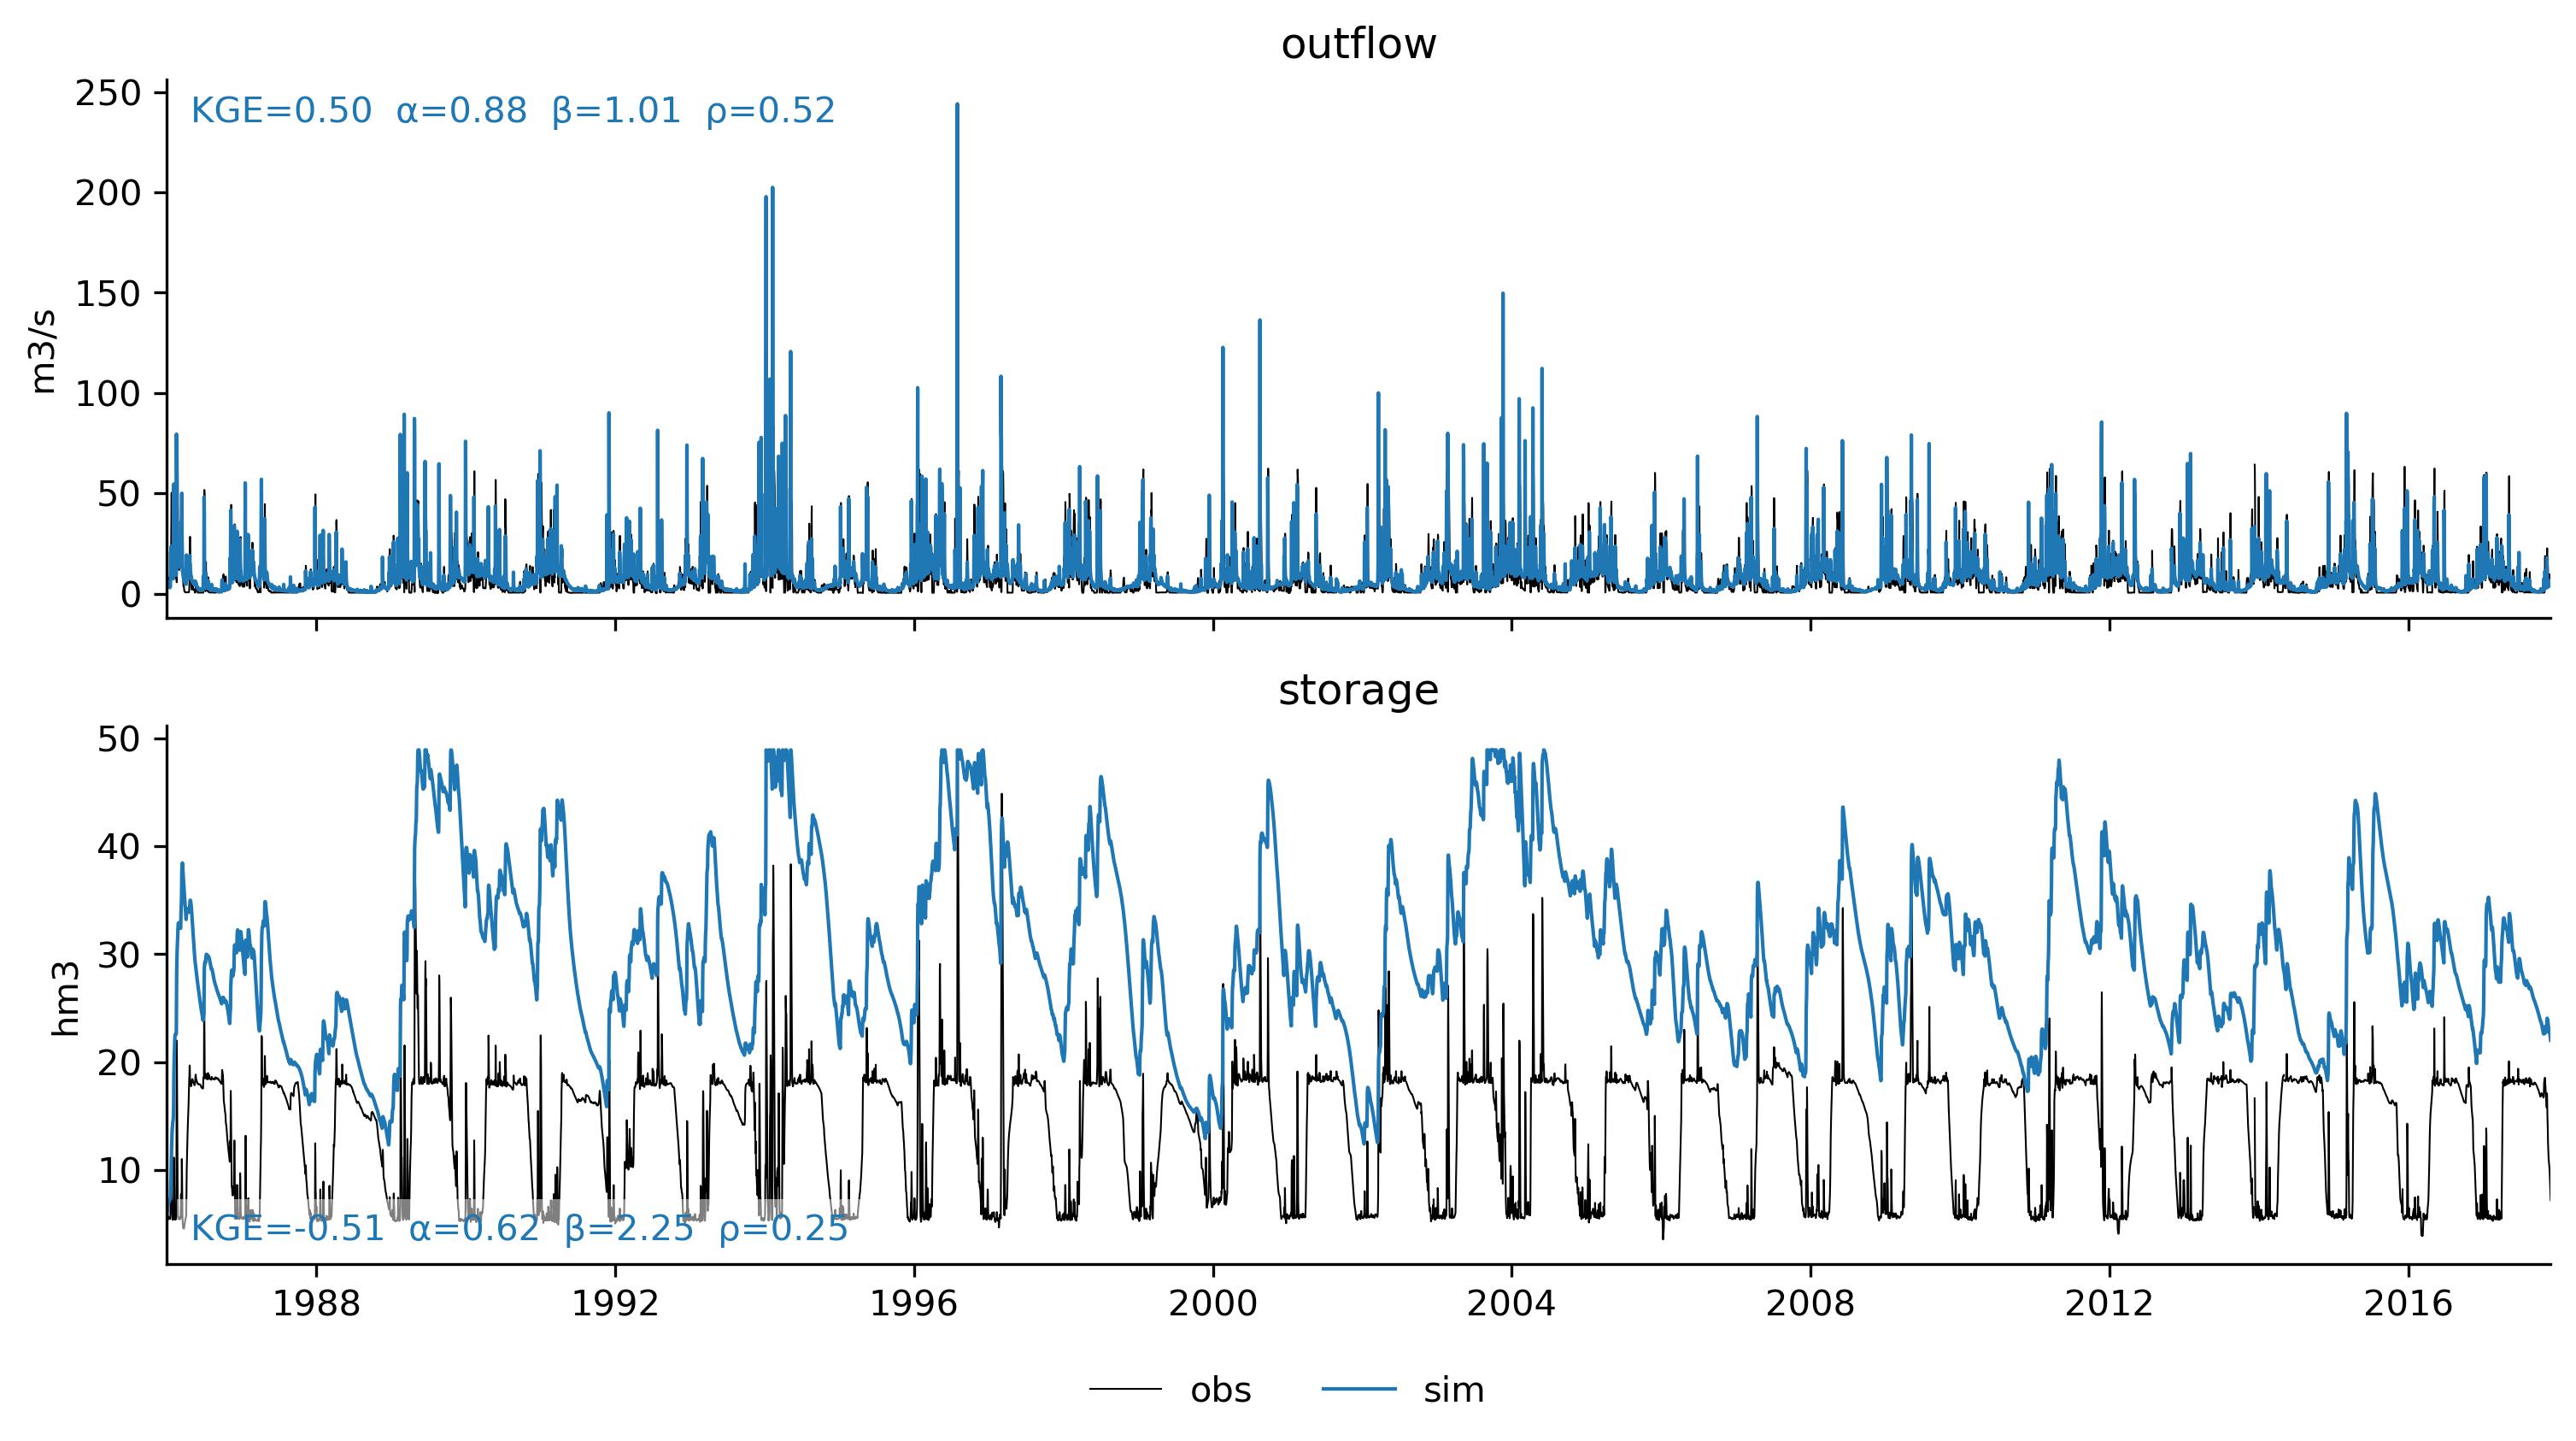 outflow
250
200
150
100
50
0
m3/s
KGE=0.50 α=0.88 β=1.01 ρ=0.52
storage
50
40
30
20
10
hm3
KGE=-0.51 α=0.62 β=2.25 ρ=0.25
1988 1992 1996 2000 2004 2008 2012 2016
obs sim